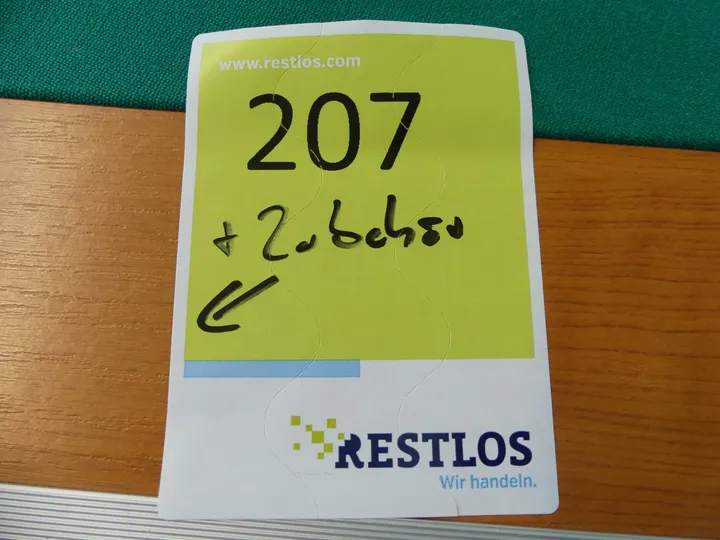 www.restlos.com
207
+ Zubehör
RESTLOS
Wir handeln.